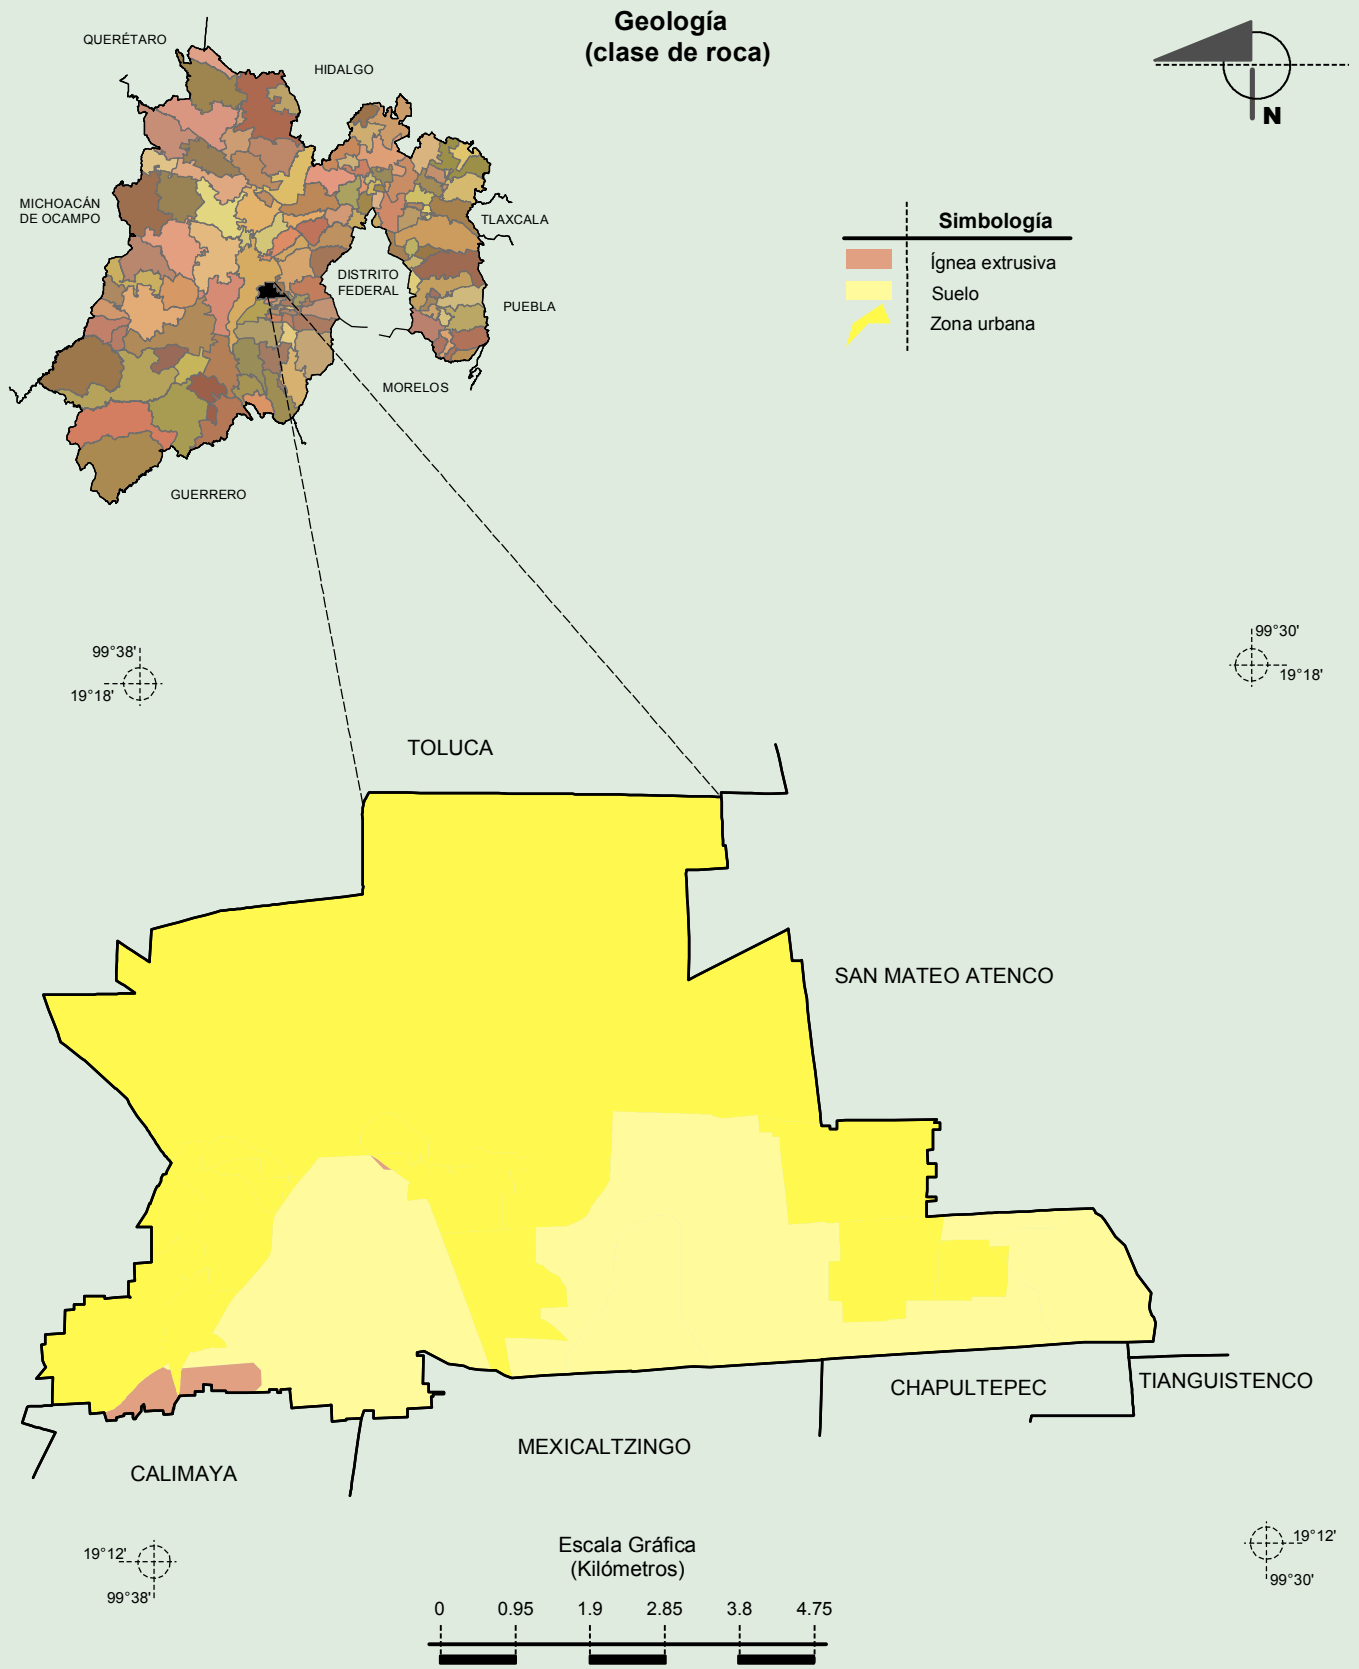 Geología
(clase de roca)
QUERÉTARO
HIDALGO
MICHOACÁN
DE OCAMPO
TLAXCALA
DISTRITO
FEDERAL
PUEBLA
MORELOS
GUERRERO
N
Simbología
Ígnea extrusiva
Suelo
Zona urbana
99°38'
19°18'
99°30'
19°18'
TOLUCA
SAN MATEO ATENCO
CHAPULTEPEC
TIANGUISTENCO
MEXICALTZINGO
CALIMAYA
19°12'
99°38'
19°12'
99°30'
Escala Gráfica
(Kilómetros)
0 0.95 1.9 2.85 3.8 4.75